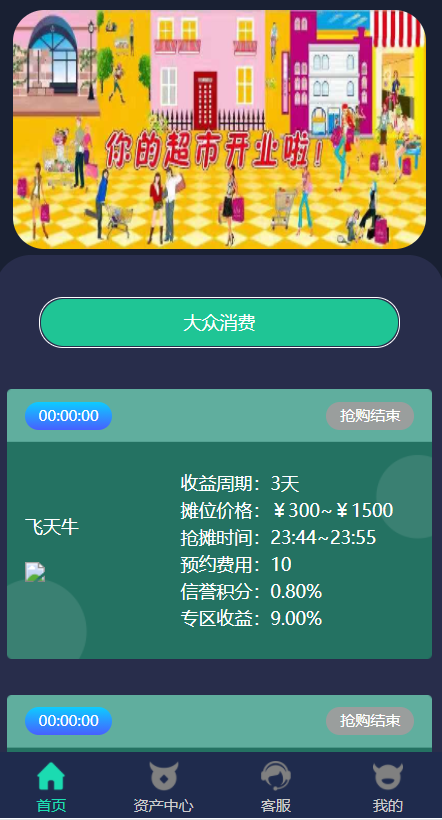 你的超市开业啦!
大众消费
00:00:00
抢购结束
飞天牛
收益周期：3天
摊位价格：￥300~￥1500
抢摊时间：23:44~23:55
预约费用：10
信誉积分：0.80%
专区收益：9.00%
00:00:00
抢购结束
首页
资产中心
客服
我的